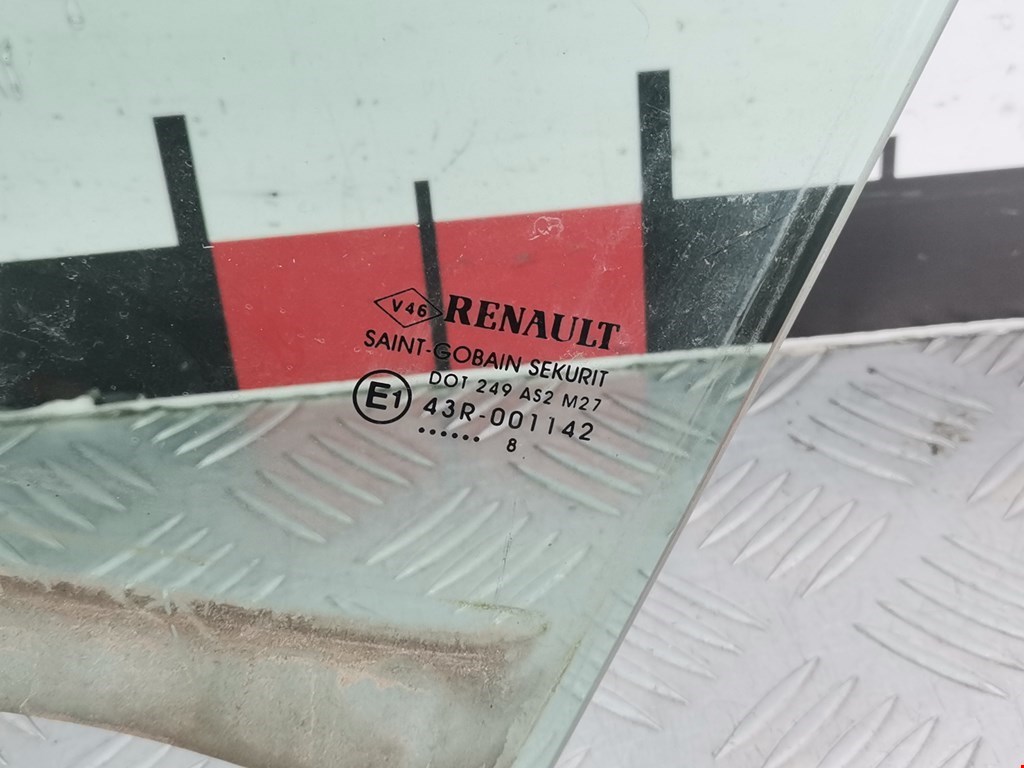 V46 RENAULT
SAINT-GOBAIN SEKURIT
DOT 249 AS2 M27
E1 43R-001142
•••••• 8